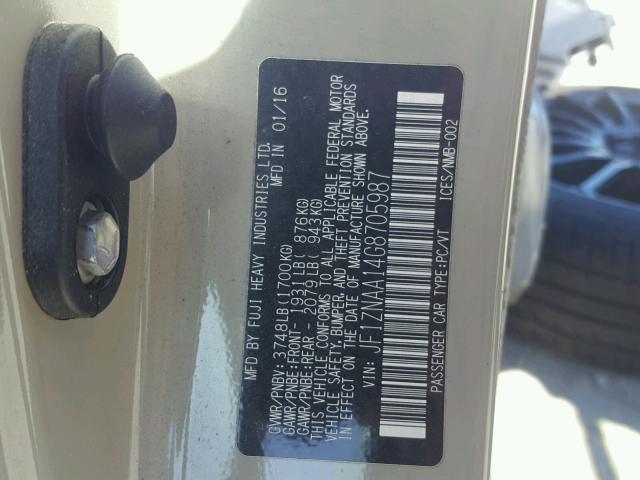 MFD BY FUJI HEAVY INDUSTRIES LTD.
MFD IN 01/16
GVWR/PNBV: 3748LB(1700KG)
GAWR/PNBE:FRONT - 1931LB( 876KG)
GAWR/PNBE:REAR - 2079LB( 943KG)
THIS VEHICLE CONFORMS TO ALL APPLICABLE FEDERAL MOTOR
VEHICLE SAFETY,BUMPER,AND THEFT PREVENTION STANDARDS
IN EFFECT ON THE DATE OF MANUFACTURE SHOWN ABOVE.
VIN: JF1ZNAA14G8705987
PASSENGER CAR TYPE:PC/VT ICES/NMB-002